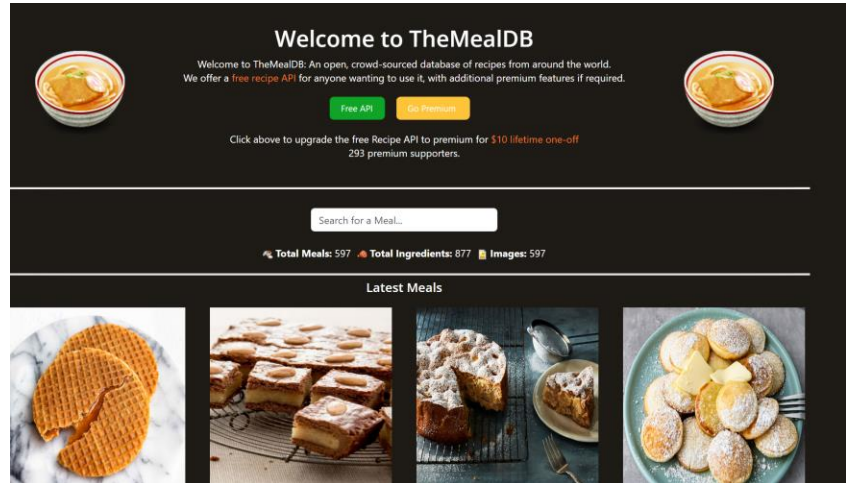 Welcome to TheMealDB
Welcome to TheMealDB: An open, crowd-sourced database of recipes from around the world.
We offer a free recipe API for anyone wanting to use it, with additional premium features if required.
Free API Go Premium
Click above to upgrade the free Recipe API to premium for $10 lifetime one-off
293 premium supporters.
Search for a Meal...
Total Meals: 597 Total Ingredients: 877 Images: 597
Latest Meals